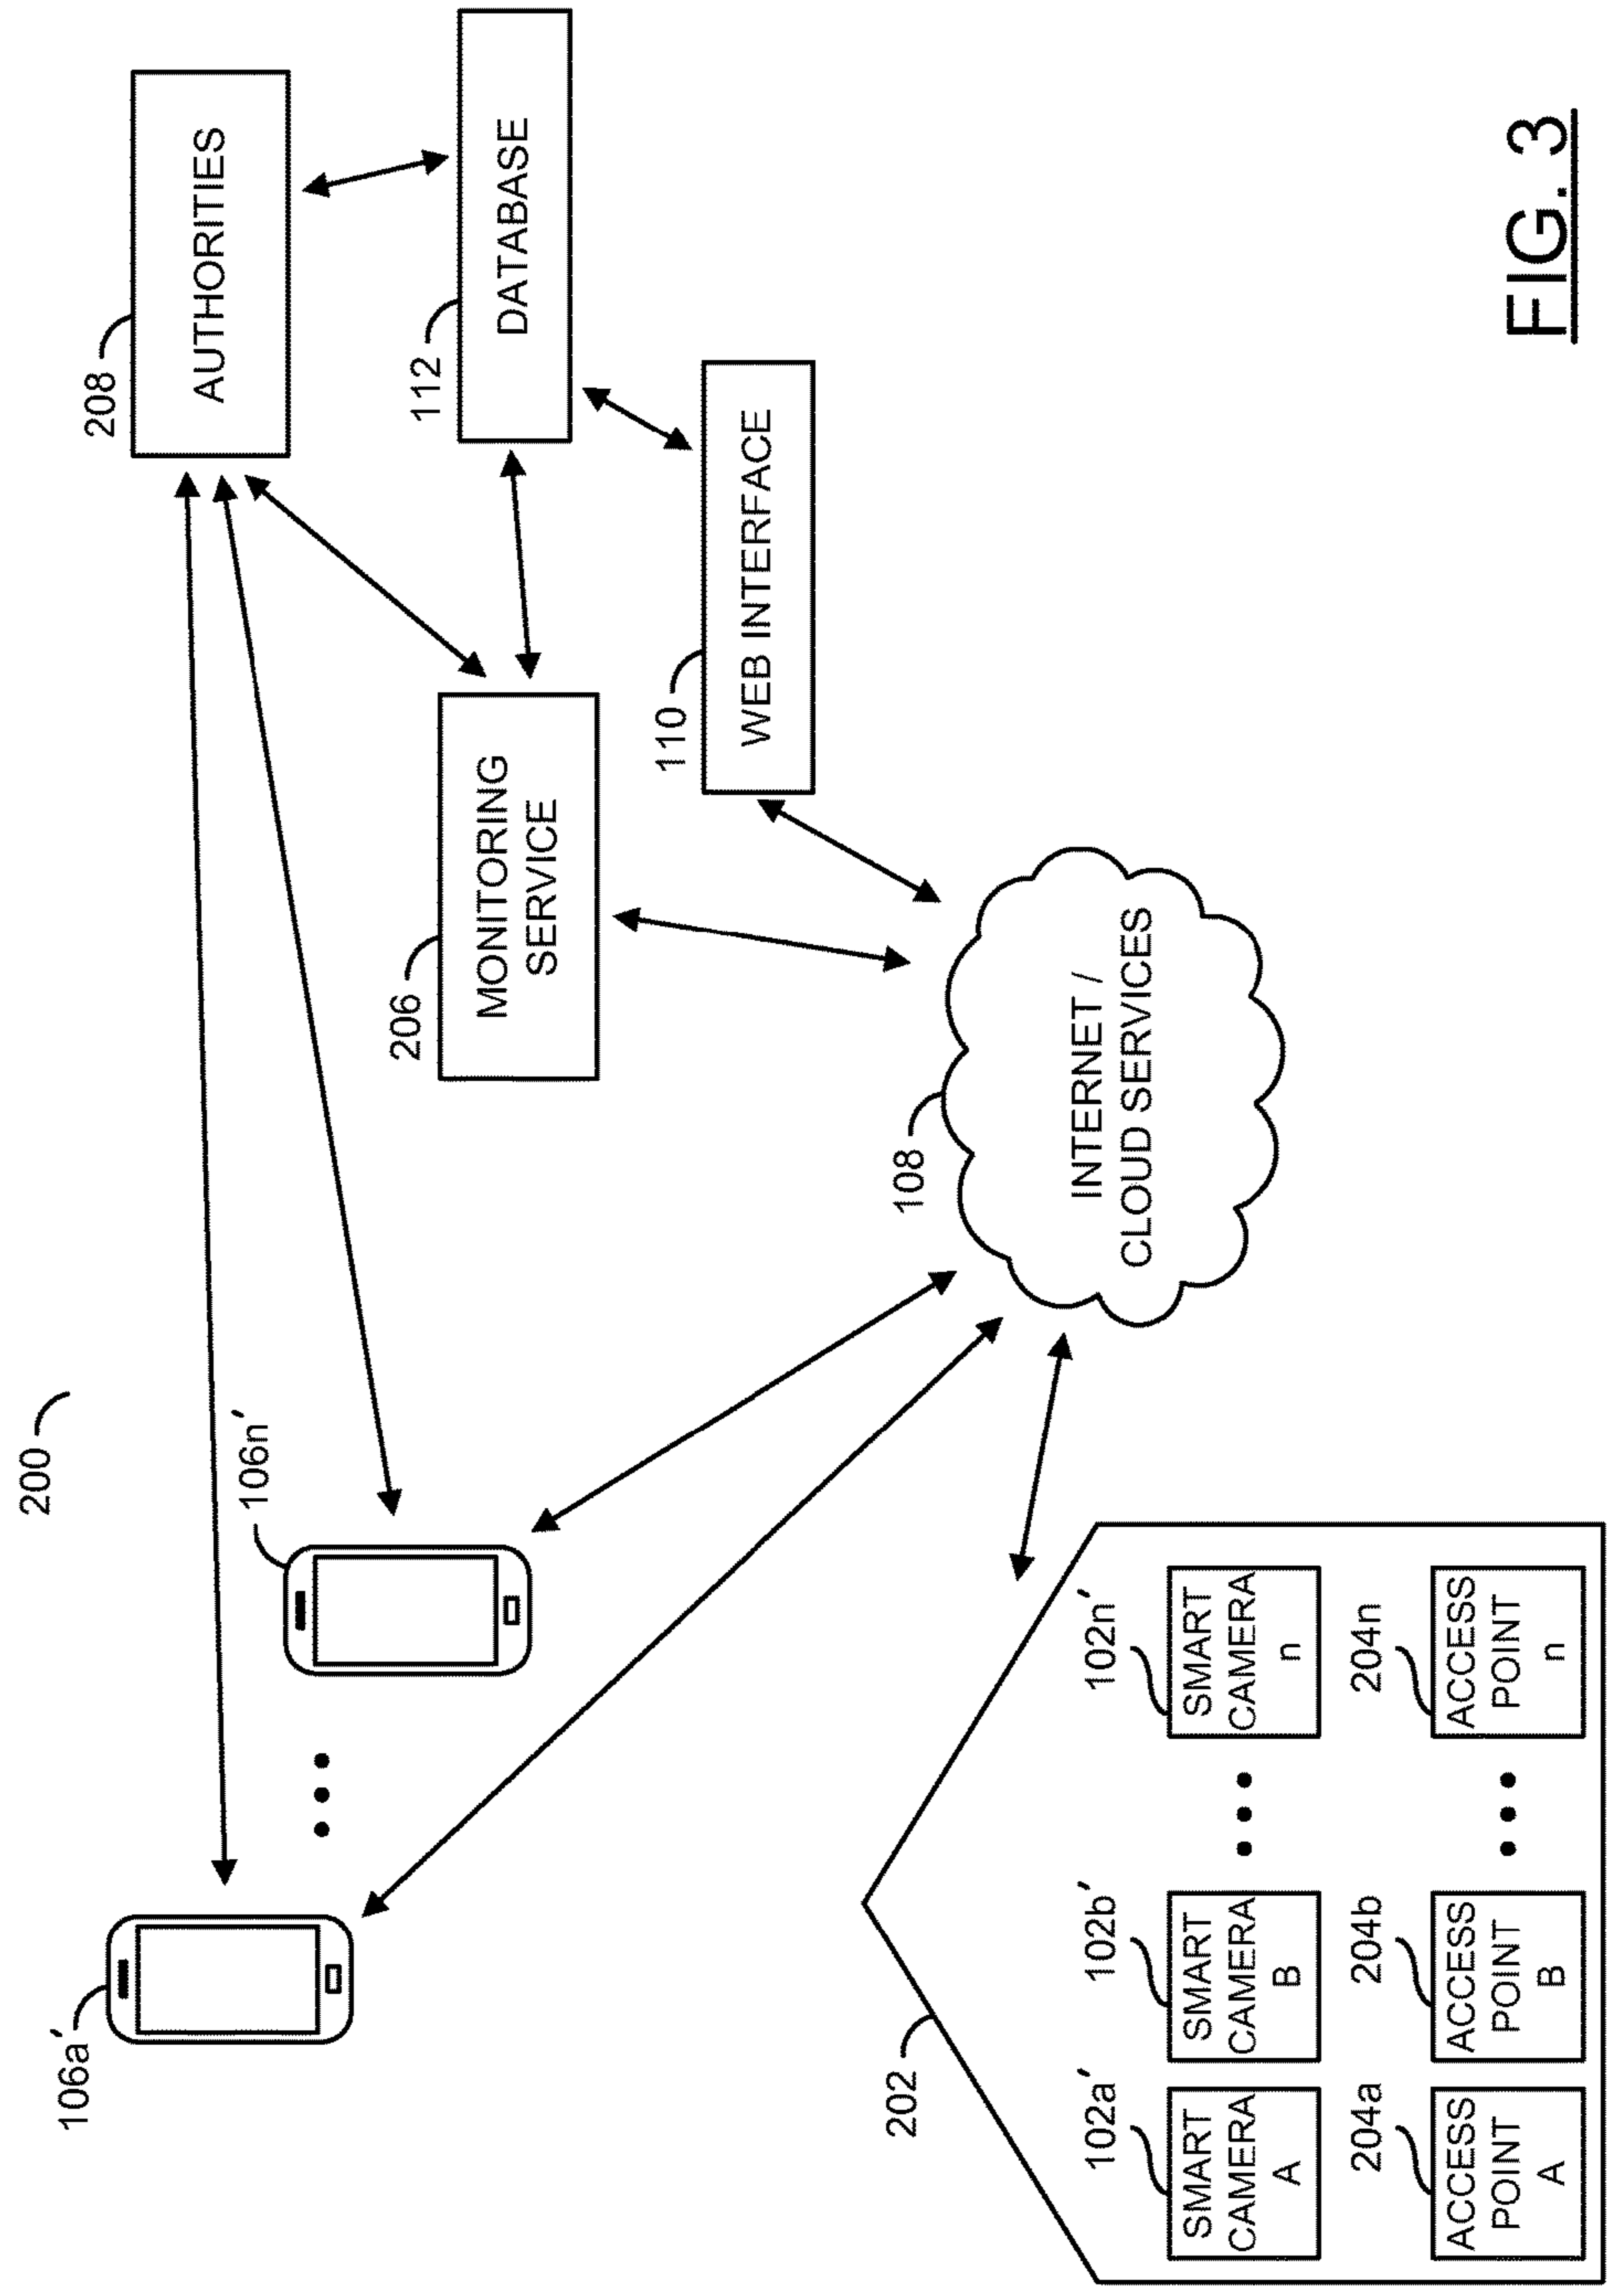 200
106a′
106n′
208
AUTHORITIES
206
MONITORING
SERVICE
112
DATABASE
110
WEB INTERFACE
108
INTERNET /
CLOUD SERVICES
202
102a′
SMART
CAMERA
A
102b′
SMART
CAMERA
B
102n′
SMART
CAMERA
n
204a
ACCESS
POINT
A
204b
ACCESS
POINT
B
204n
ACCESS
POINT
n
FIG. 3